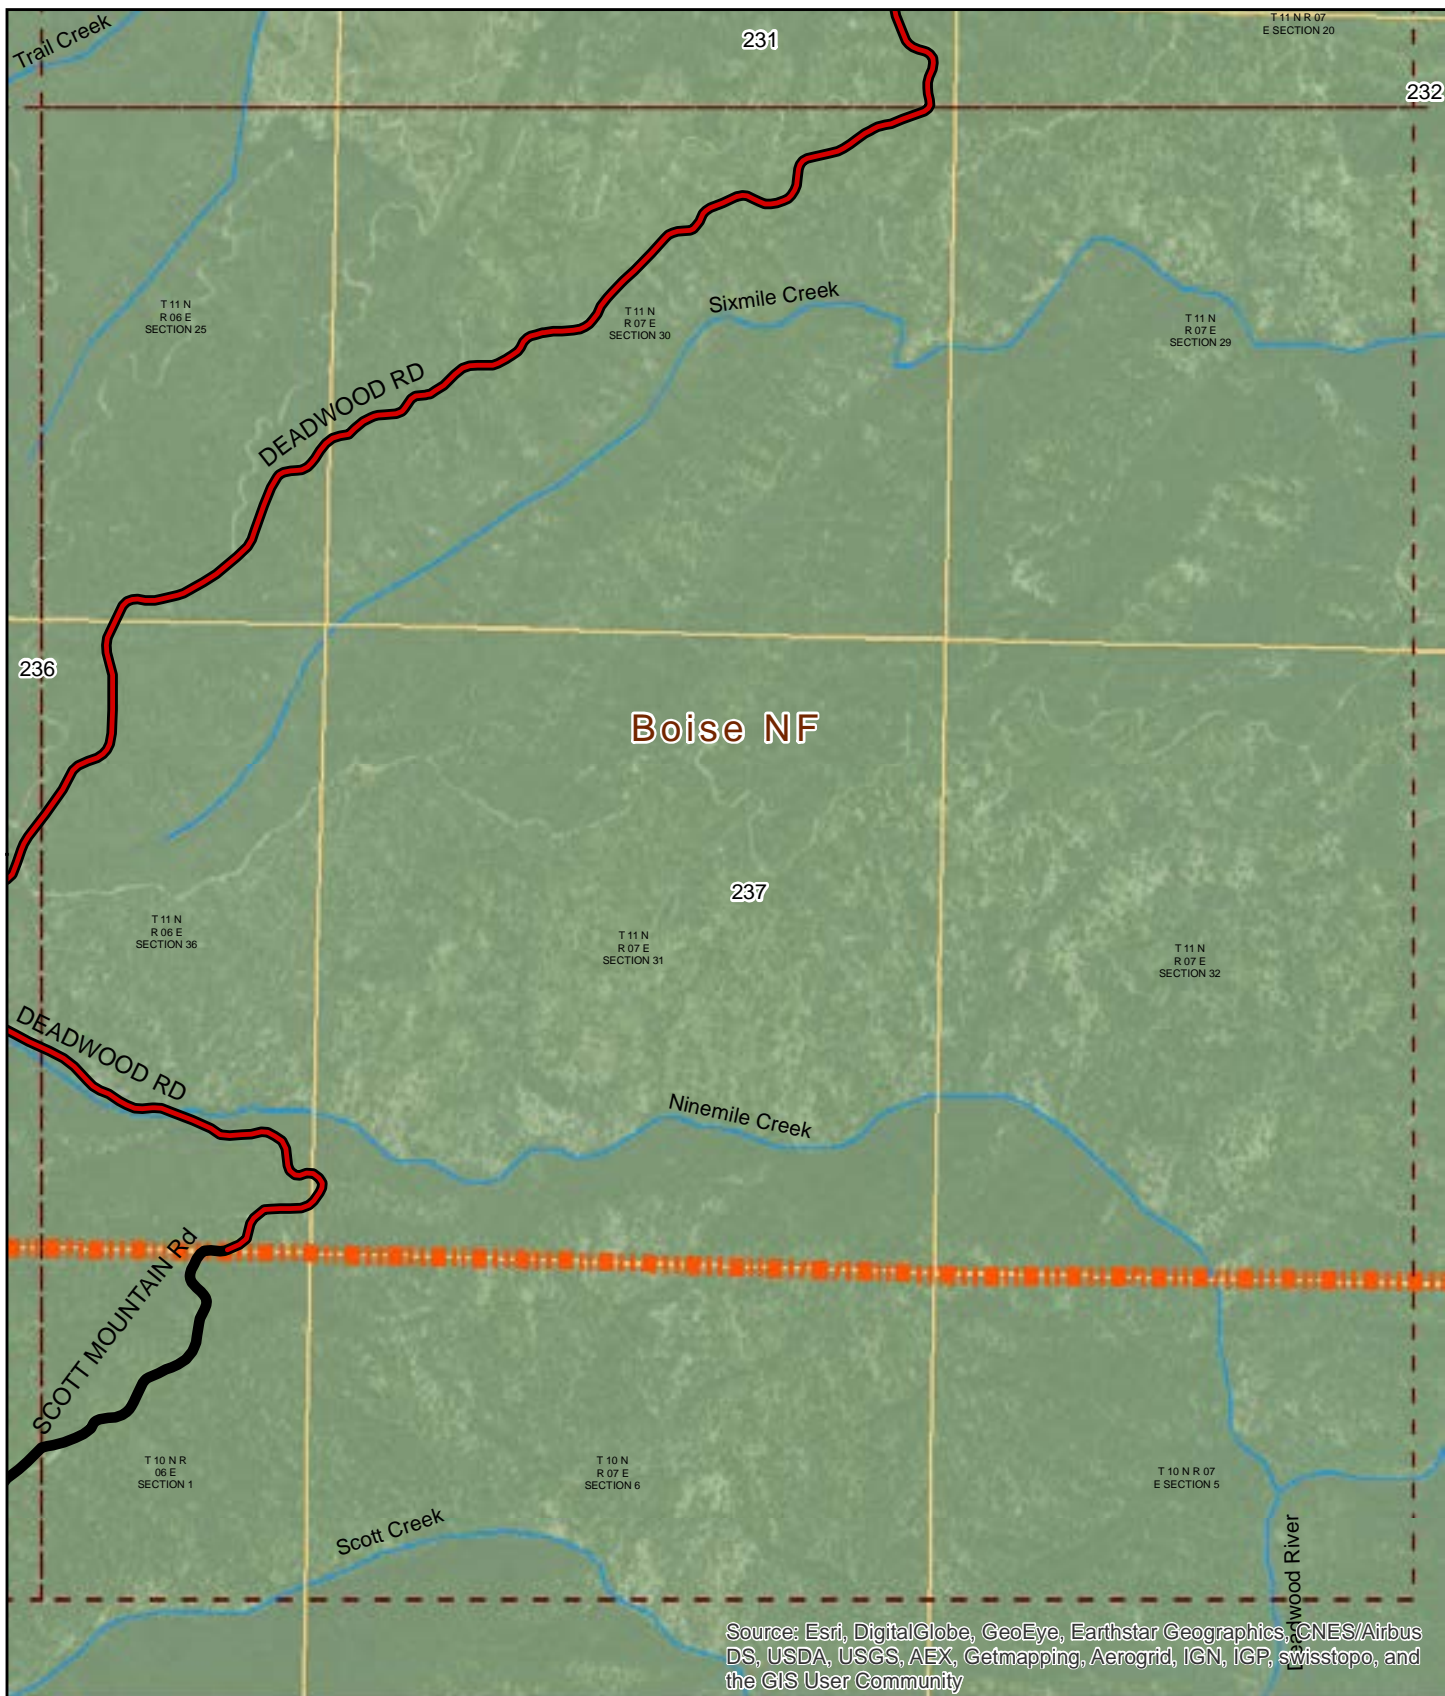 Trail Creek
231
T 11 N R 07
E SECTION 20
232
T 11 N
R 06 E
SECTION 25
Sixmile Creek
T 11 N
R 07 E
SECTION 30
T 11 N
R 07 E
SECTION 29
DEADWOOD RD
236
Boise NF
237
T 11 N
R 06 E
SECTION 36
T 11 N
R 07 E
SECTION 31
T 11 N
R 07 E
SECTION 32
DEADWOOD RD
Ninemile Creek
SCOTT MOUNTAIN Rd
T 10 N R
06 E
SECTION 1
T 10 N
R 07 E
SECTION 6
T 10 N R 07
E SECTION 5
Scott Creek
Deadwood River
Source: Esri, DigitalGlobe, GeoEye, Earthstar Geographics, CNES/Airbus
DS, USDA, USGS, AEX, Getmapping, Aerogrid, IGN, IGP, swisstopo, and
the GIS User Community